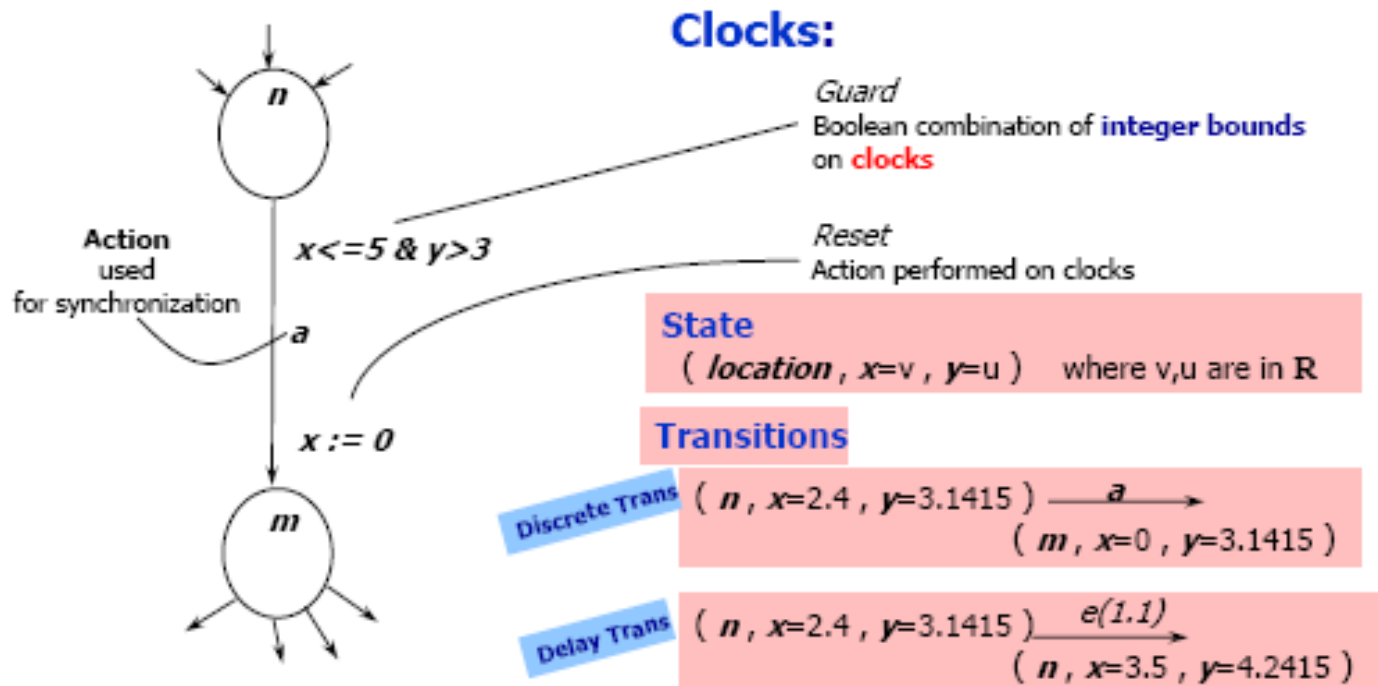 Clocks:
n
Guard
Boolean combination of integer bounds
on clocks
Action
used
for synchronization
x<=5 & y>3
Reset
Action performed on clocks
a
State
( location , x=v , y=u ) where v,u are in R
x := 0
Transitions
m
Discrete Trans
( n , x=2.4 , y=3.1415 ) a
( m , x=0 , y=3.1415 )
Delay Trans
( n , x=2.4 , y=3.1415 ) e(1.1)
( n , x=3.5 , y=4.2415 )